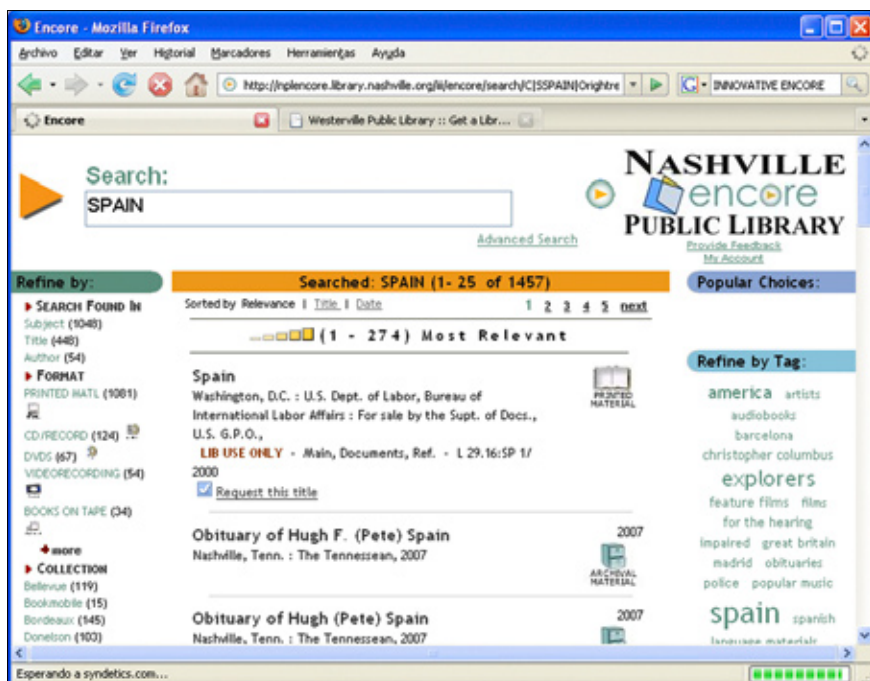 Encore - Mozilla Firefox
Archivo Editar Ver Historial Marcadores Herramientas Ayuda
http://nplencore.library.nashville.org/iii/encore/search/C|SSPAIN|Orightre
INNOVATIVE ENCORE
Encore
Westerville Public Library :: Get a Libr...
Search:
SPAIN
Advanced Search
NASHVILLE
encore
PUBLIC LIBRARY
Provide Feedback
My Account
Refine by:
SEARCH FOUND IN
Subject (1048)
Title (448)
Author (54)
FORMAT
PRINTED MATL (1081)
CD/RECORD (124)
DVDS (67)
VIDEORECORDING (54)
BOOKS ON TAPE (34)
more
COLLECTION
Bellevue (119)
Bookmobile (15)
Bordeaux (145)
Donelson (103)
Searched: SPAIN (1- 25 of 1457)
Sorted by Relevance | Title | Date
1 2 3 4 5 next
(1 - 274) Most Relevant
Spain
Washington, D.C. : U.S. Dept. of Labor, Bureau of
International Labor Affairs : For sale by the Supt. of Docs.,
U.S. G.P.O.,
LIB USE ONLY - Main, Documents, Ref. - L 29.16:SP 1/
2000
Request this title
PRINTED
MATERIAL
Obituary of Hugh F. (Pete) Spain
Nashville, Tenn. : The Tennessean, 2007
2007
ARCHIVAL
MATERIAL
Obituary of Hugh (Pete) Spain
Nashville, Tenn. : The Tennessean, 2007
2007
Popular Choices:
Refine by Tag:
america artists
audiobooks
barcelona
christopher columbus
explorers
feature films films
for the hearing
impaired great britain
madrid obituaries
police popular music
spain spanish
language materials
Esperando a syndetics.com...